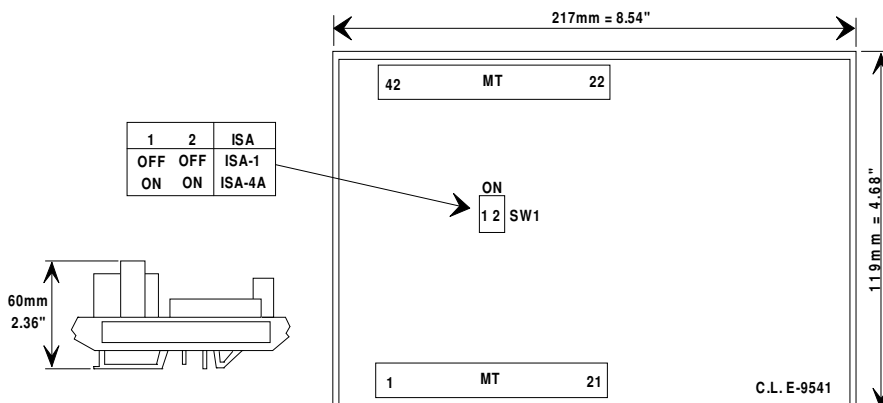 217mm = 8.54"
42 MT 22
1 2 ISA
OFF OFF ISA-1
ON ON ISA-4A
ON
1 2 SW1
119mm = 4.68"
60mm
2.36"
1 MT 21
C.L. E-9541